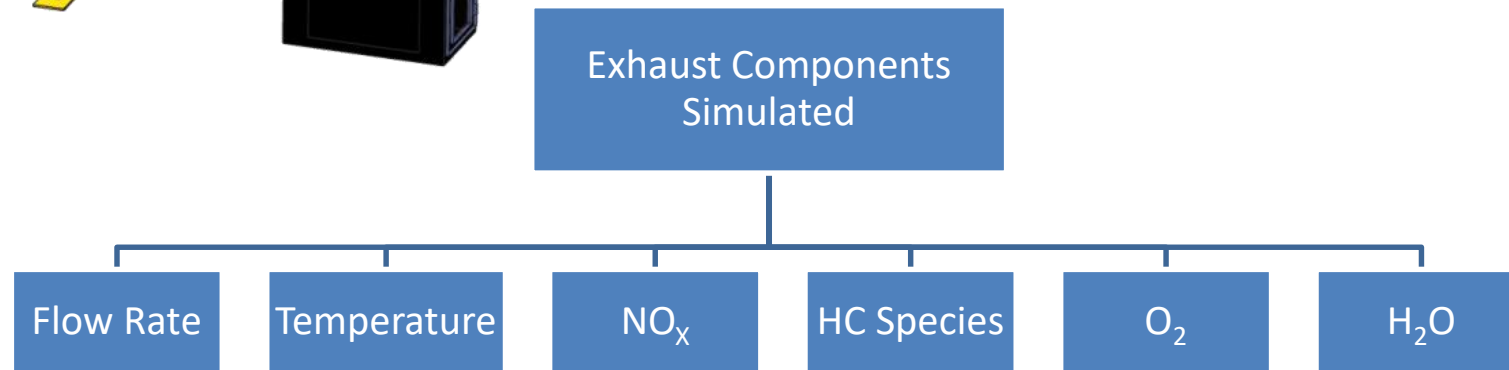 Exhaust Components
Simulated
Flow Rate
Temperature
NOX
HC Species
O2
H2O